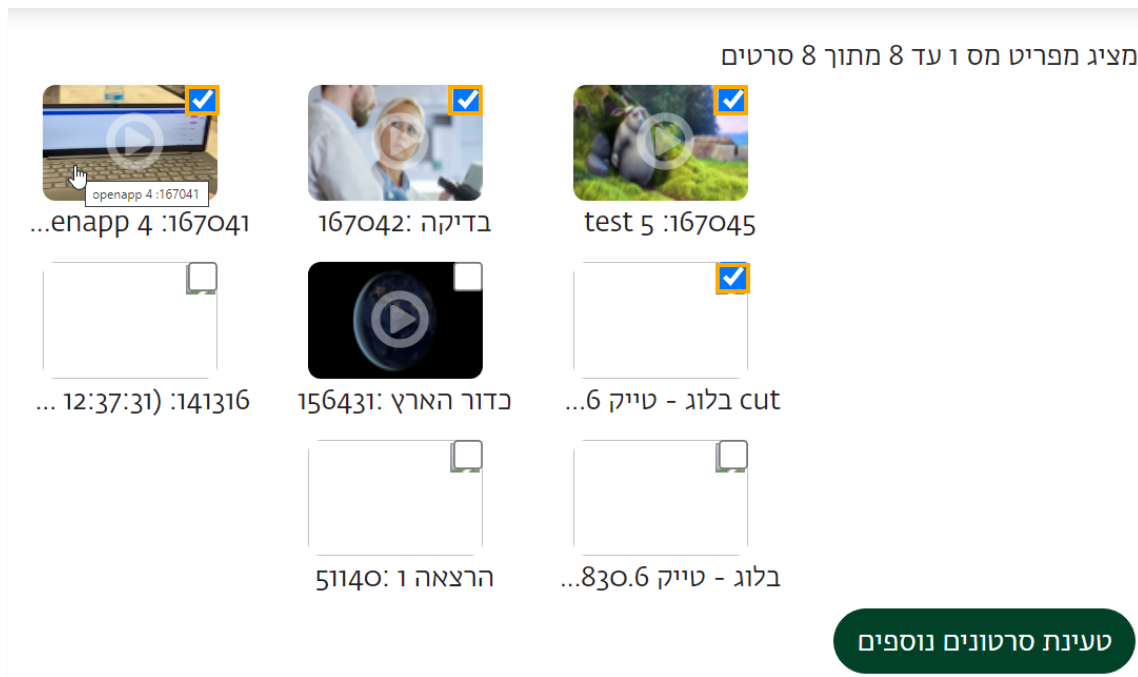 מציג מפריט מס 1 עד 8 מתוך 8 סרטים
test 5 :167045
בדיקה :167042
...enapp 4 :167041
openapp 4 :167041
cut בלוג - טייק 6...
כדור הארץ :156431
... 12:37:31) :141316
בלוג - טייק 830.6...
הרצאה 1 :51140
טעינת סרטונים נוספים